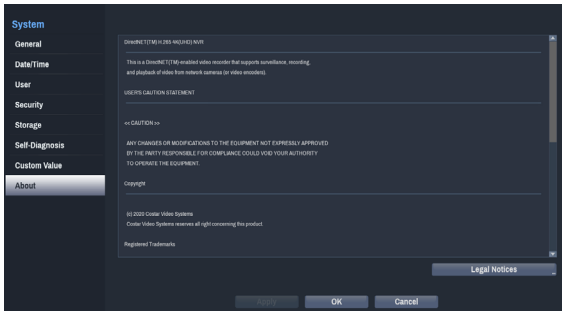 System
General
Date/Time
User
Security
Storage
Self-Diagnosis
Custom Value
About
DirectNET(TM) H.265 4K(UHD) NVR
This is a DirectNET(TM)-enabled video recorder that supports surveillance, recording,
and playback of video from network cameras (or video encoders).
USER'S CAUTION STATEMENT
<< CAUTION >>
ANY CHANGES OR MODIFICATIONS TO THE EQUIPMENT NOT EXPRESSLY APPROVED
BY THE PARTY RESPONSIBLE FOR COMPLIANCE COULD VOID YOUR AUTHORITY
TO OPERATE THE EQUIPMENT.
Copyright
(c) 2020 Costar Video Systems
Costar Video Systems reserves all right concerning this product.
Registered Trademarks
Legal Notices
Apply
OK
Cancel